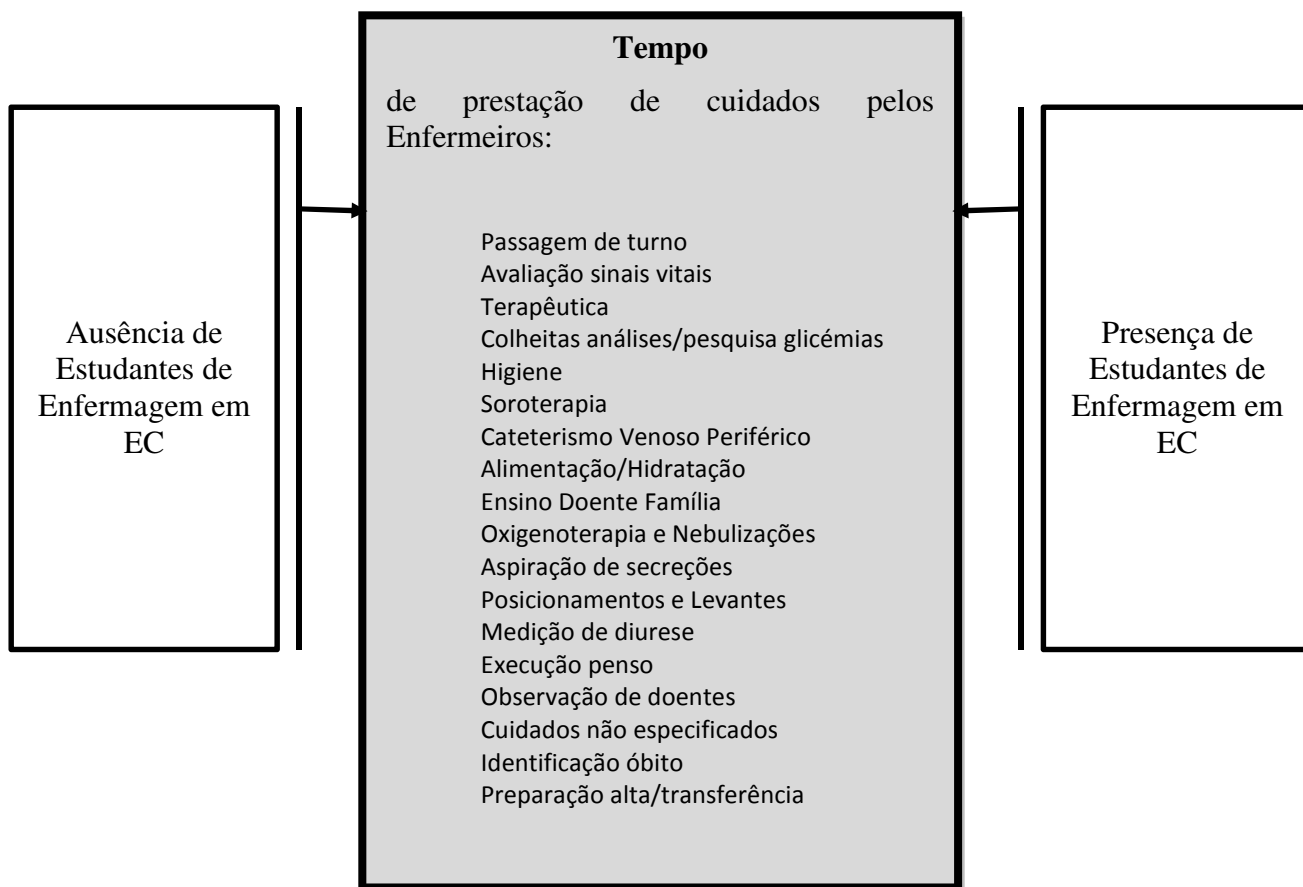 Tempo
de prestação de cuidados pelos
Enfermeiros:
Passagem de turno
Avaliação sinais vitais
Terapêutica
Colheitas análises/pesquisa glicémias
Higiene
Soroterapia
Cateterismo Venoso Periférico
Alimentação/Hidratação
Ensino Doente Família
Oxigenoterapia e Nebulizações
Aspiração de secreções
Posicionamentos e Levantes
Medição de diurese
Execução penso
Observação de doentes
Cuidados não especificados
Identificação óbito
Preparação alta/transferência
Ausência de
Estudantes de
Enfermagem em
EC
Presença de
Estudantes de
Enfermagem em
EC